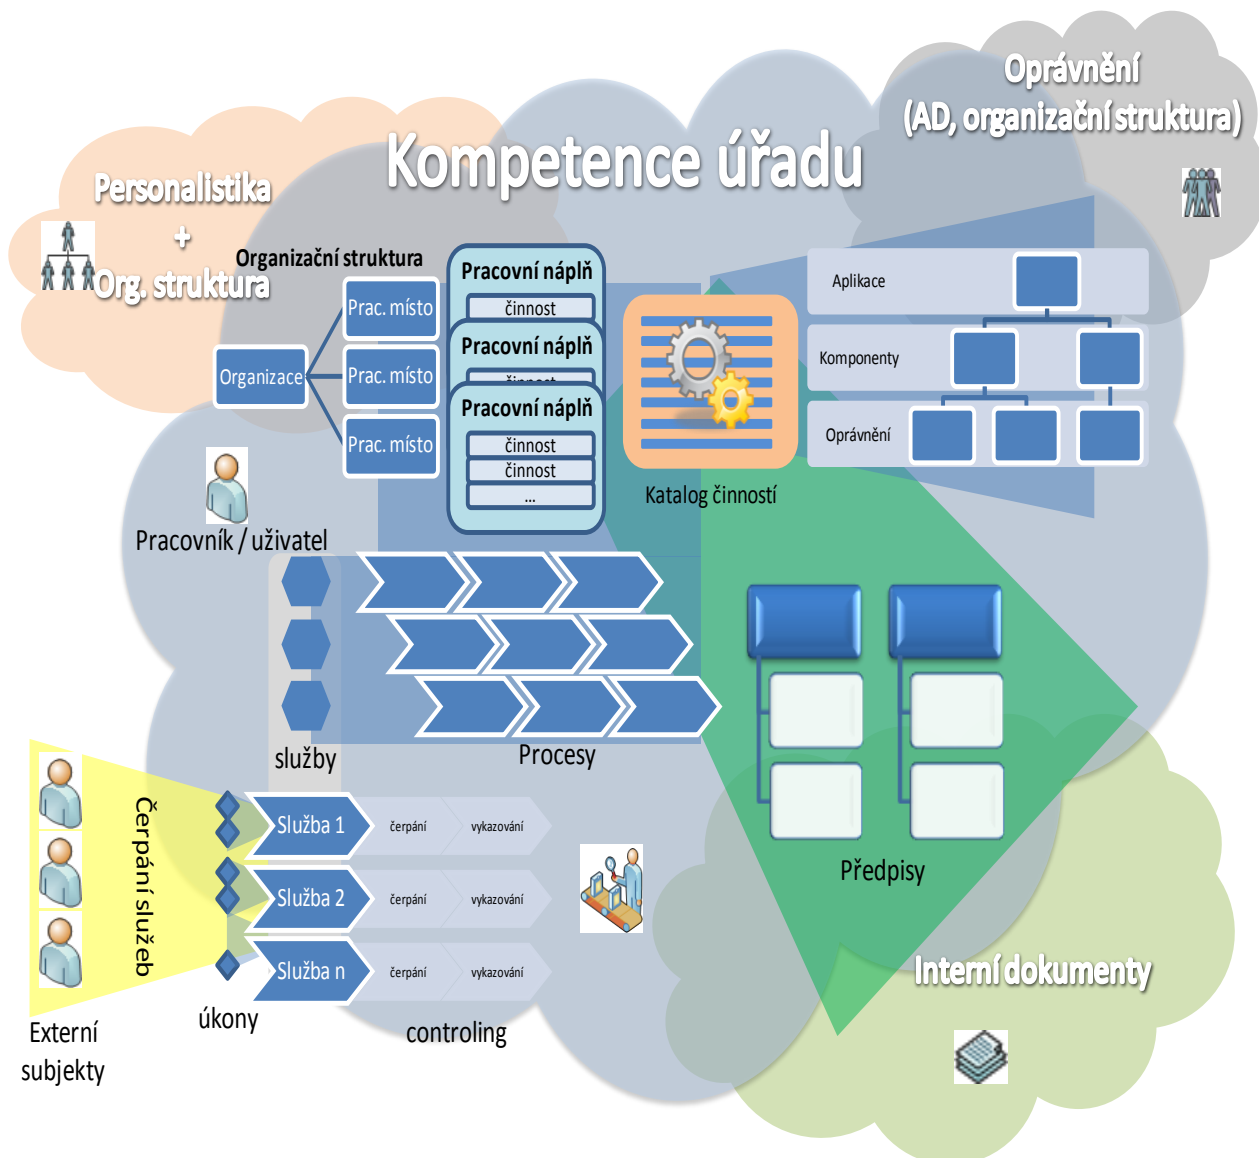 Oprávnění
(AD, organizační struktura)
Kompetence úřadu
Personalistika
+
Org. struktura
Organizační struktura
Organizace
Prac. místo
Prac. místo
Prac. místo
Pracovní náplň
činnost
Pracovní náplň
činnost
Pracovní náplň
činnost
činnost
...
Katalog činností
Aplikace
Komponenty
Oprávnění
Pracovník / uživatel
služby
Procesy
Předpisy
Čerpání služeb
Služba 1
čerpání
vykazování
Služba 2
čerpání
vykazování
Služba n
čerpání
vykazování
Externí
subjekty
úkony
controling
Interní dokumenty